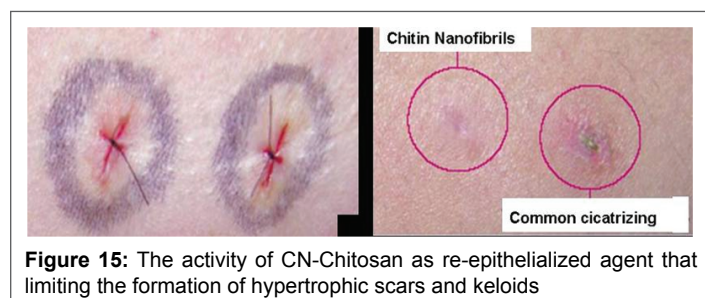 Chitin Nanofibrils
Common cicatrizing
Figure 15: The activity of CN-Chitosan as re-epithelialized agent that
limiting the formation of hypertrophic scars and keloids